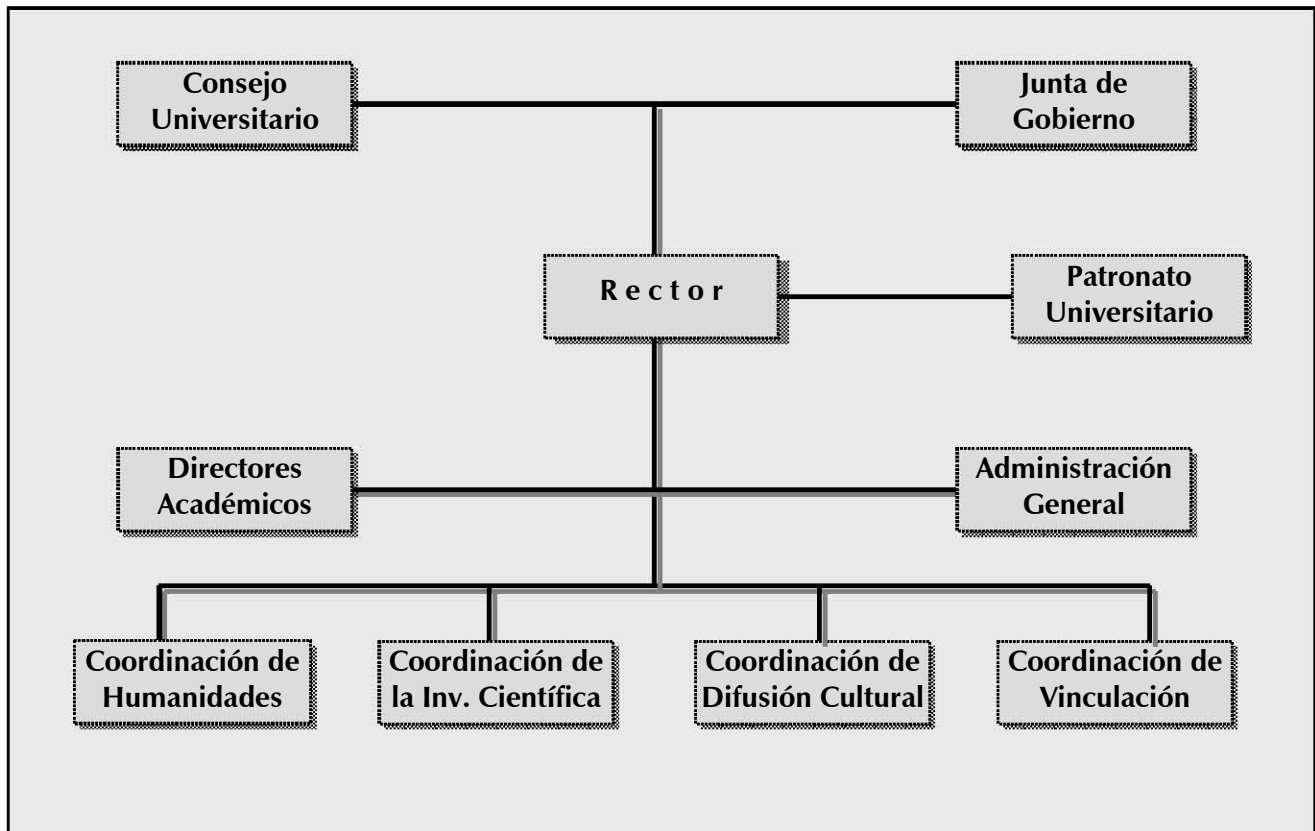 Consejo
Universitario
Junta de
Gobierno
R e c t o r
Patronato
Universitario
Directores
Académicos
Administración
General
Coordinación de
Humanidades
Coordinación de
la Inv. Científica
Coordinación de
Difusión Cultural
Coordinación de
Vinculación